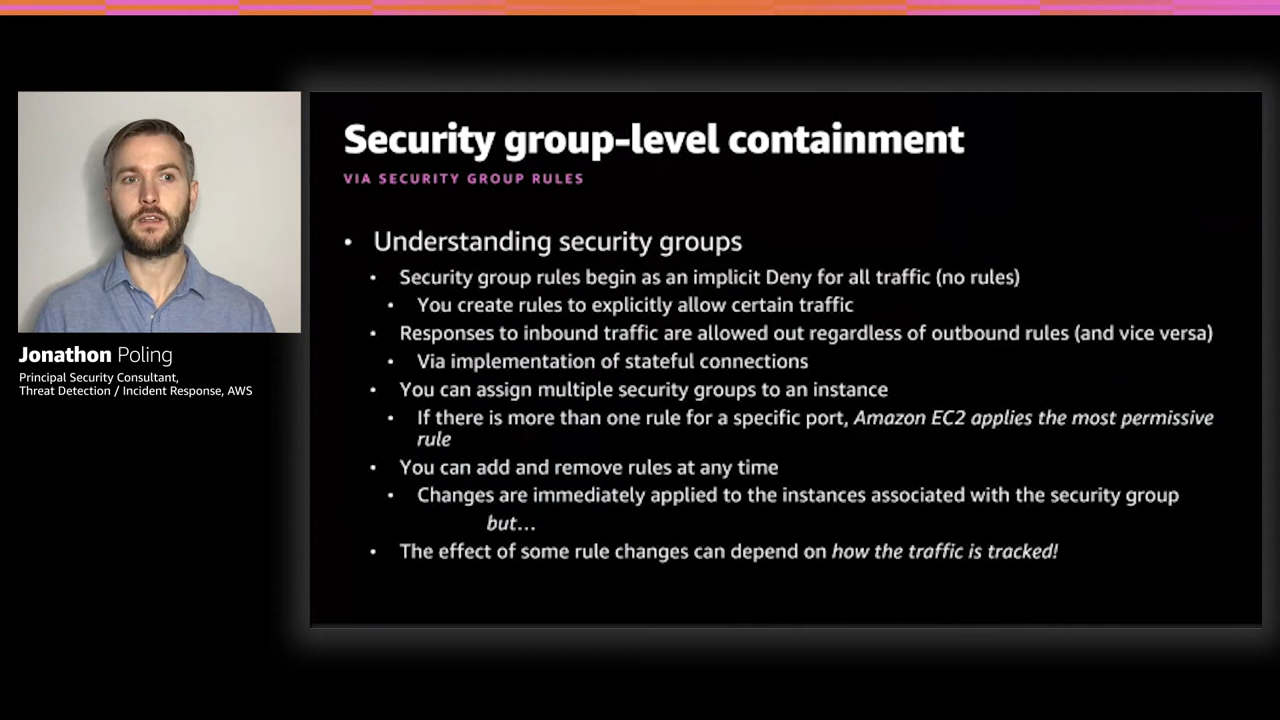 Security group-level containment
VIA SECURITY GROUP RULES
• Understanding security groups
• Security group rules begin as an implicit Deny for all traffic (no rules)
• You create rules to explicitly allow certain traffic
• Responses to inbound traffic are allowed out regardless of outbound rules (and vice versa)
• Via implementation of stateful connections
• You can assign multiple security groups to an instance
• If there is more than one rule for a specific port, Amazon EC2 applies the most permissive
rule
• You can add and remove rules at any time
• Changes are immediately applied to the instances associated with the security group
but...
• The effect of some rule changes can depend on how the traffic is tracked!
Jonathon Poling
Principal Security Consultant,
Threat Detection / Incident Response, AWS